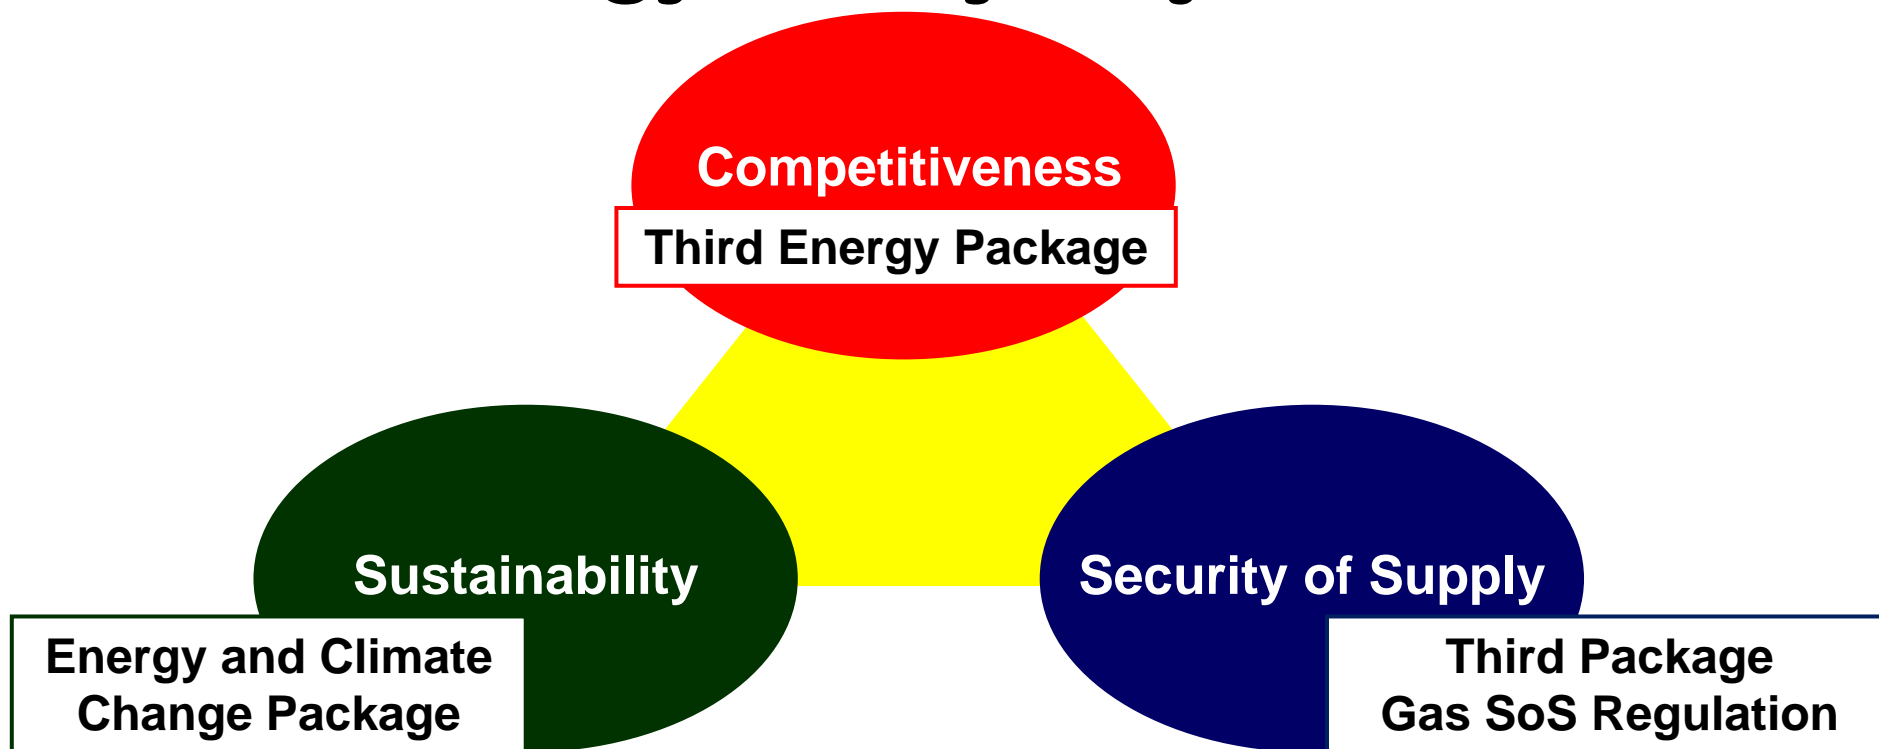 Competitiveness
Third Energy Package
Sustainability
Security of Supply
Energy and Climate
Change Package
Third Package
Gas SoS Regulation